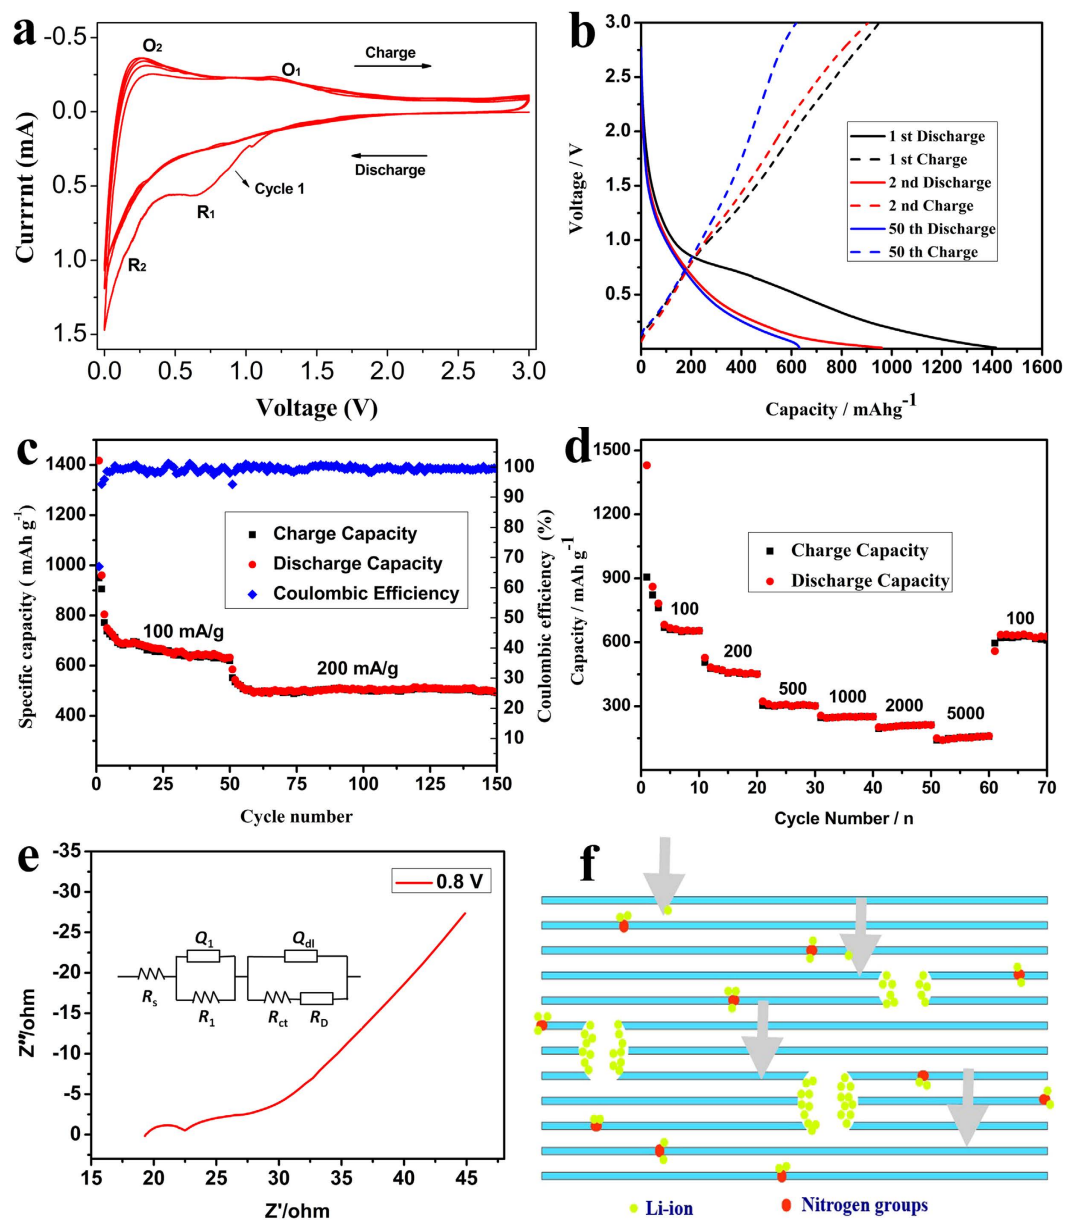 a
-0.5
0.0
0.5
1.0
1.5
Currrnt (mA)
O2
O1
Charge
Discharge
Cycle 1
R1
R2
0.0 0.5 1.0 1.5 2.0 2.5 3.0
Voltage (V)
b
3.0
2.5
2.0
1.5
1.0
0.5
Voltage / V
1 st Discharge
1 st Charge
2 nd Discharge
2 nd Charge
50 th Discharge
50 th Charge
0 200 400 600 800 1000 1200 1400 1600
Capacity / mAhg-1
c
1400
1200
1000
800
600
400
Specific capacity ( mAh g-1)
Charge Capacity
Discharge Capacity
Coulombic Efficiency
100 mA/g
200 mA/g
100
90
80
70
60
50
40
30
20
10
Coulombic efficiency (%)
0 25 50 75 100 125 150
Cycle number
d
1500
1200
900
600
300
Capacity / mAh g-1
Charge Capacity
Discharge Capacity
100
200
500
1000
2000
5000
100
0 10 20 30 40 50 60 70
Cycle Number / n
e
-35
-30
-25
-20
-15
-10
-5
0
Z''/ohm
0.8 V
Q1
Qdl
Rs
R1
Rct
RD
15 20 25 30 35 40 45 50
Z'/ohm
f
Li-ion
Nitrogen groups